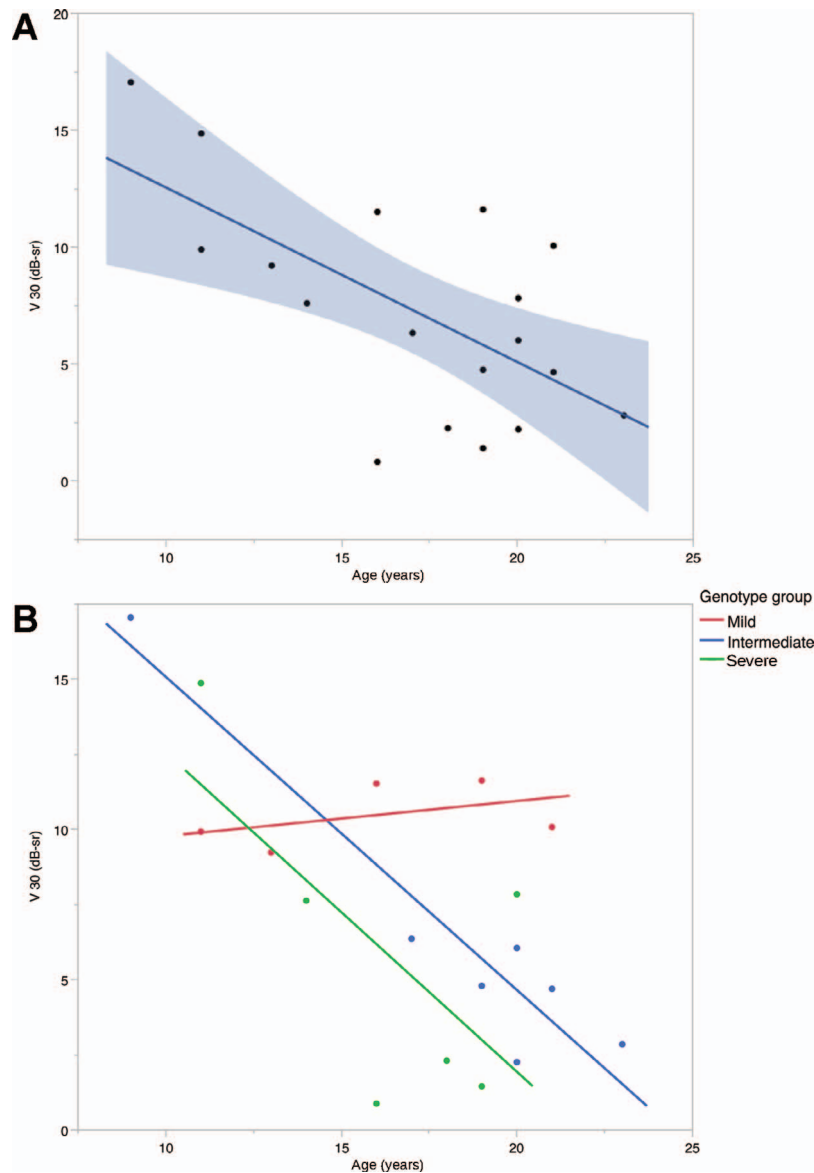 A
20
15
10
5
0
V 30 (dB-sr)
10
15
20
25
Age (years)
B
Genotype group
Mild
Intermediate
Severe
15
10
5
0
V 30 (dB-sr)
10
15
20
25
Age (years)